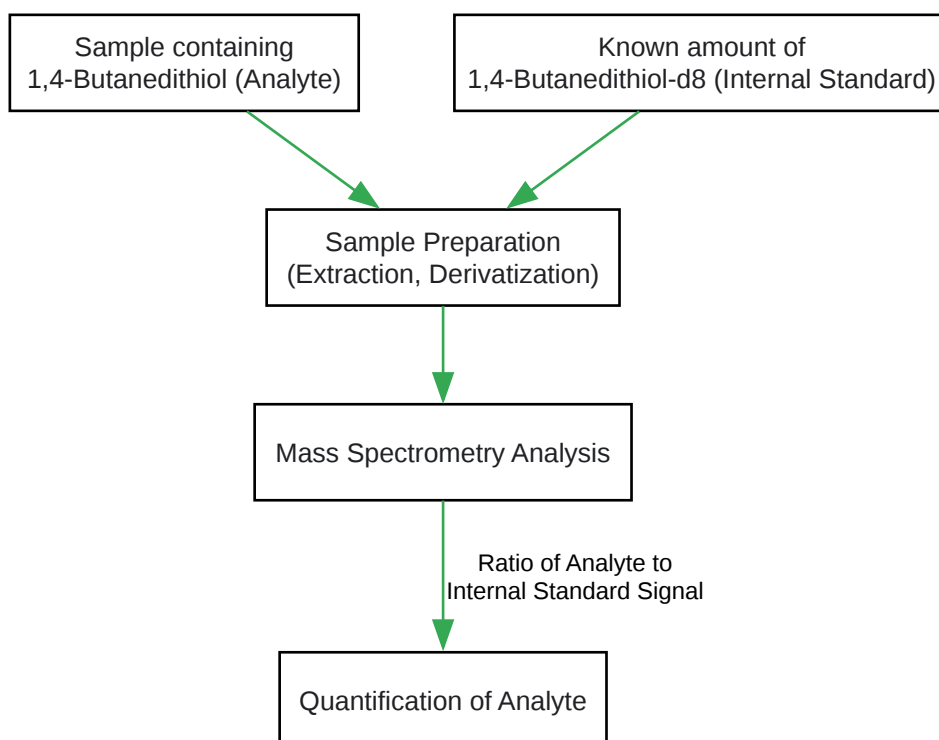 Sample containing
1,4-Butanedithiol (Analyte)
Known amount of
1,4-Butanedithiol-d8 (Internal Standard)
Sample Preparation
(Extraction, Derivatization)
Mass Spectrometry Analysis
Ratio of Analyte to
Internal Standard Signal
Quantification of Analyte